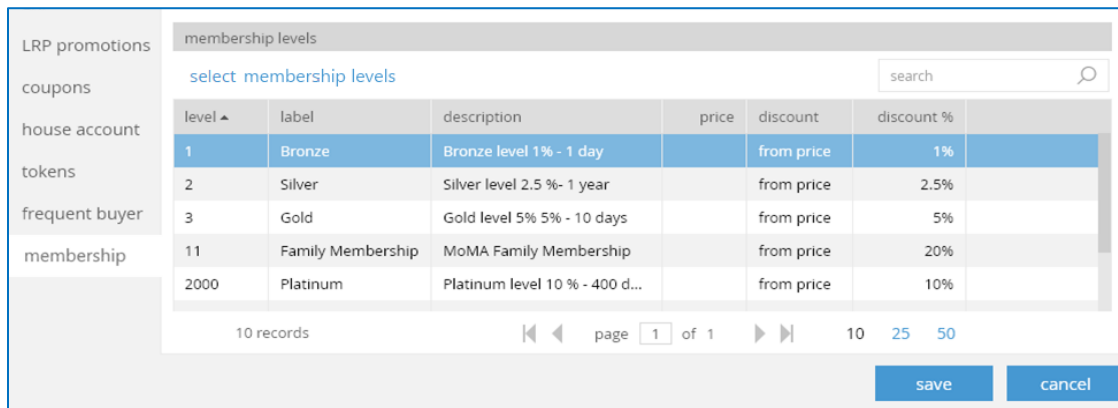 LRP promotions
coupons
house account
tokens
frequent buyer
membership
membership levels
select membership levels
search
level label description price discount discount %
1 Bronze Bronze level 1% - 1 day from price 1%
2 Silver Silver level 2.5 %- 1 year from price 2.5%
3 Gold Gold level 5% 5% - 10 days from price 5%
11 Family Membership MoMA Family Membership from price 20%
2000 Platinum Platinum level 10 % - 400 d... from price 10%
10 records page 1 of 1 10 25 50
save cancel